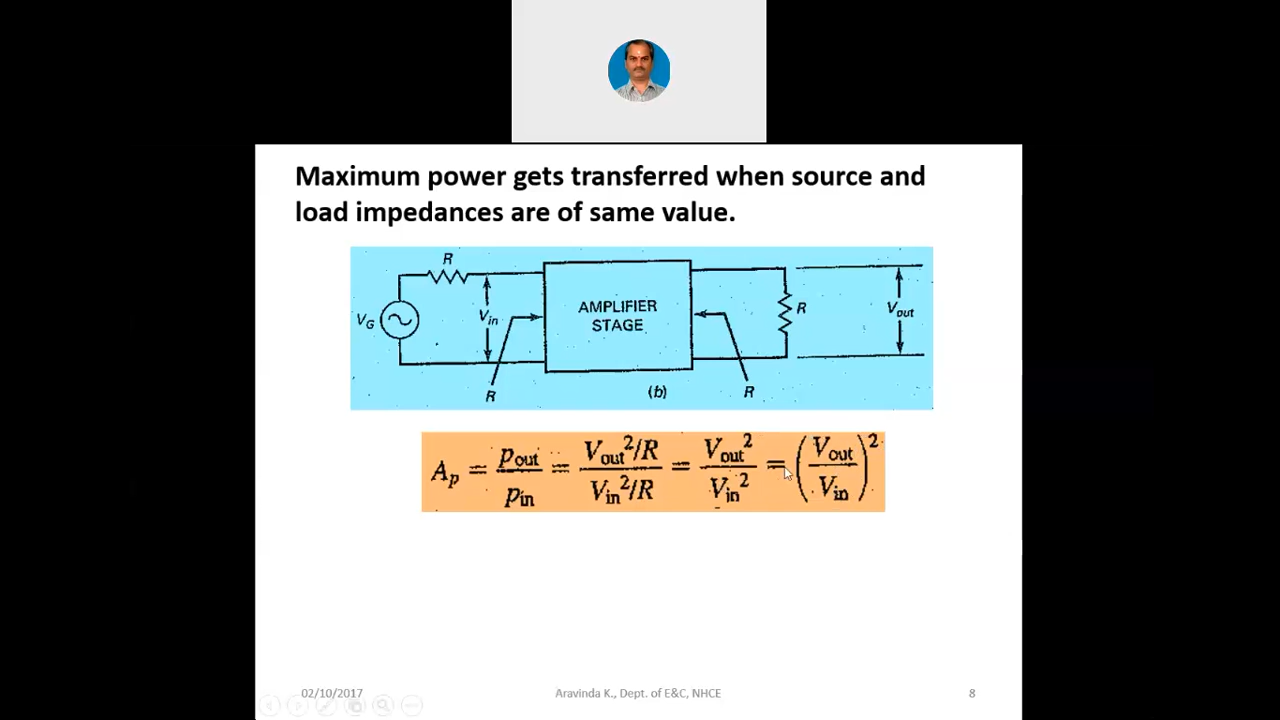 Maximum power gets transferred when source and
load impedances are of same value.
R
V_G
V_in
AMPLIFIER
STAGE
R
V_out
R
(b)
R
A_p = p_out/p_in = (V_out²/R)/(V_in²/R) = V_out²/V_in² = (V_out/V_in)²
02/10/2017 Aravinda K., Dept. of E&C, NHCE 8